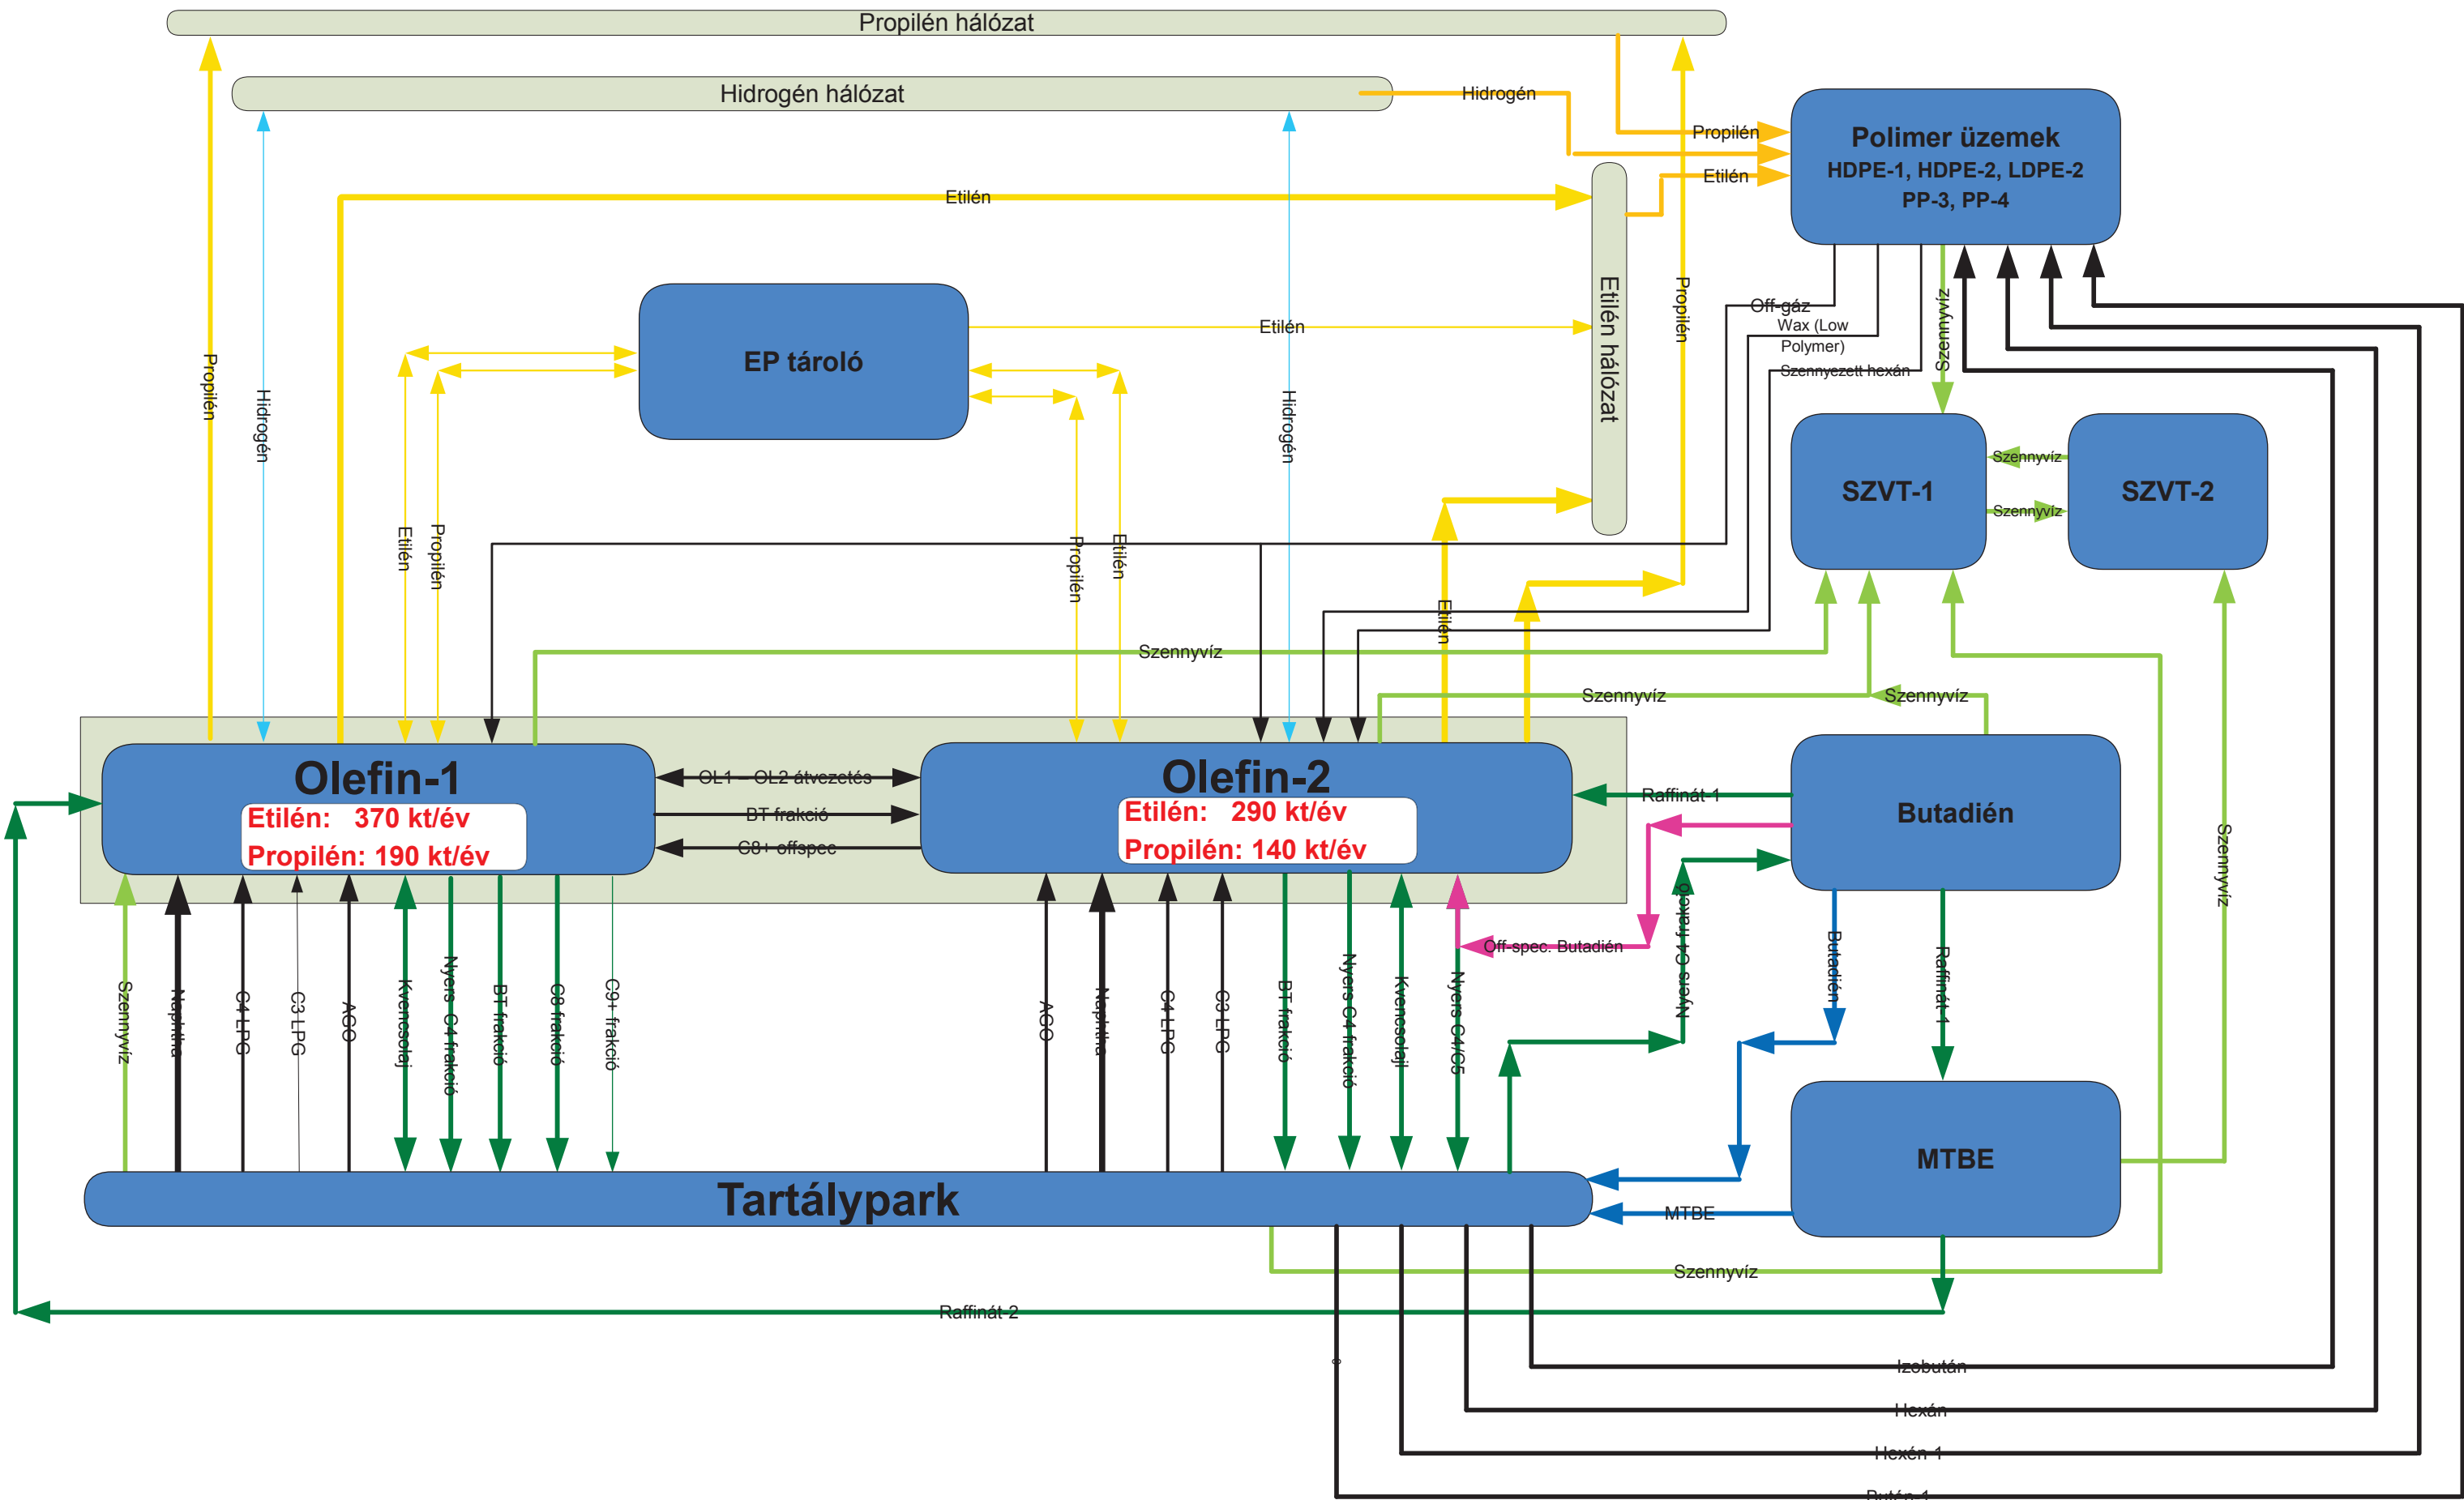 Propilén hálózat
Hidrogén hálózat
Hidrogén
Propilén
Etilén
Polimer üzemek
HDPE-1, HDPE-2, LDPE-2
PP-3, PP-4
Etilén
Etilén hálózat
Propilén
Off-gáz
Wax (Low
Polymer)
Szennyezett hexán
Szennyvíz
EP tároló
Etilén
Propilén
Hidrogén
Hidrogén
Etilén
Propilén
Propilén
Etilén
SZVT-1
Szennyvíz
Szennyvíz
SZVT-2
Etilén
Szennyvíz
Szennyvíz
Szennyvíz
Olefin-1
Etilén: 370 kt/év
Propilén: 190 kt/év
OL1 – OL2 átvezetés
BT frakció
C8+ offspec
Olefin-2
Etilén: 290 kt/év
Propilén: 140 kt/év
Raffinát-1
Butadién
Szennyvíz
Off-spec. Butadién
Nyers C4 frakció
Butadién
Raffinát-1
Szennyvíz
Naphtha
C4 LPG
C3 LPG
AGO
Kvencsolaj
Nyers C4 frakció
BT frakció
C8 frakció
C9+ frakció
AGO
Naphtha
C4 LPG
C3 LPG
BT frakció
Nyers C4 frakció
Kvencsolajl
Nyers C4/C5
MTBE
Tartálypark
MTBE
Szennyvíz
Raffinát-2
Izobután
Hexán
Hexén-1
Butén-1